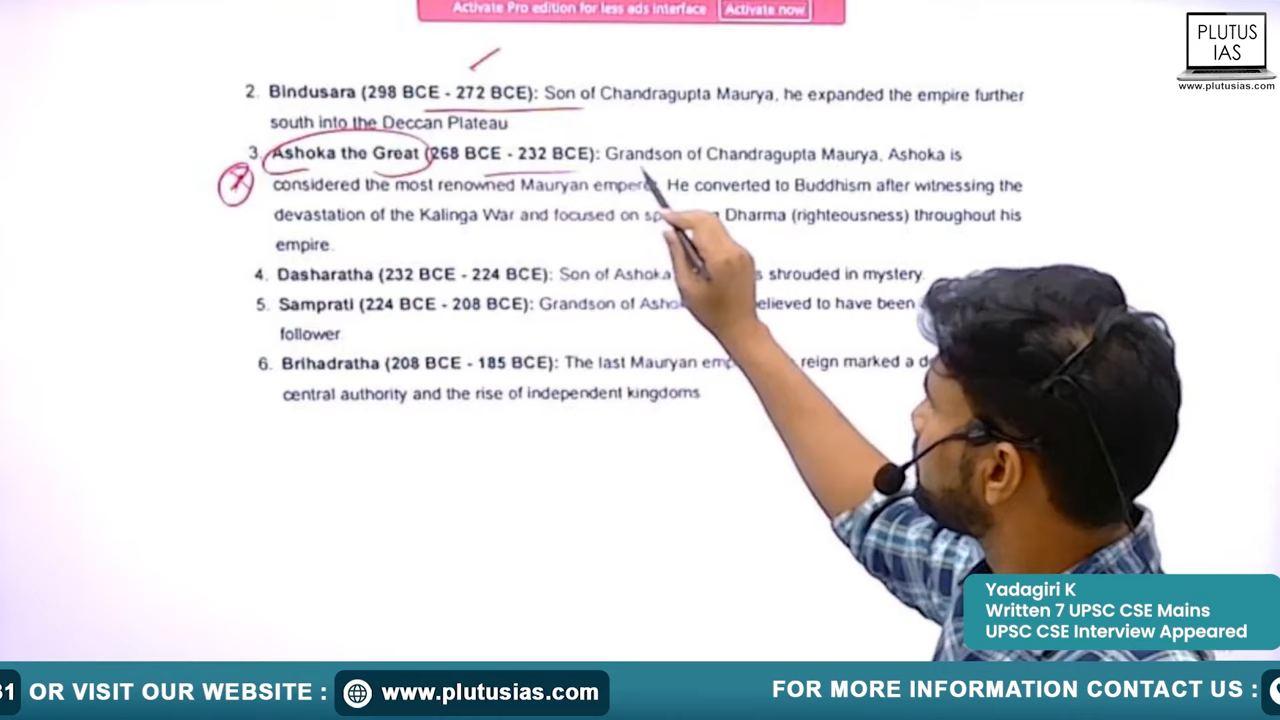 Activate Pro edition for less ads interface Activate now
PLUTUS
IAS
www.plutusias.com
2. Bindusara (298 BCE - 272 BCE): Son of Chandragupta Maurya, he expanded the empire further
south into the Deccan Plateau
3. Ashoka the Great (268 BCE - 232 BCE): Grandson of Chandragupta Maurya, Ashoka is
considered the most renowned Mauryan He converted to Buddhism after witnessing the
devastation of the Kalinga War and focused on Dharma (righteousness) throughout his
empire.
4. Dasharatha (232 BCE - 224 BCE): Son of Ashoka shrouded in mystery.
5. Samprati (224 BCE - 208 BCE): Grandson of to have been
follower
6. Brihadratha (208 BCE - 185 BCE): The last Mauryan reign marked a
central authority and the rise of independent kingdoms
Yadagiri K
Written 7 UPSC CSE Mains
UPSC CSE Interview Appeared
OR VISIT OUR WEBSITE : www.plutusias.com FOR MORE INFORMATION CONTACT US :